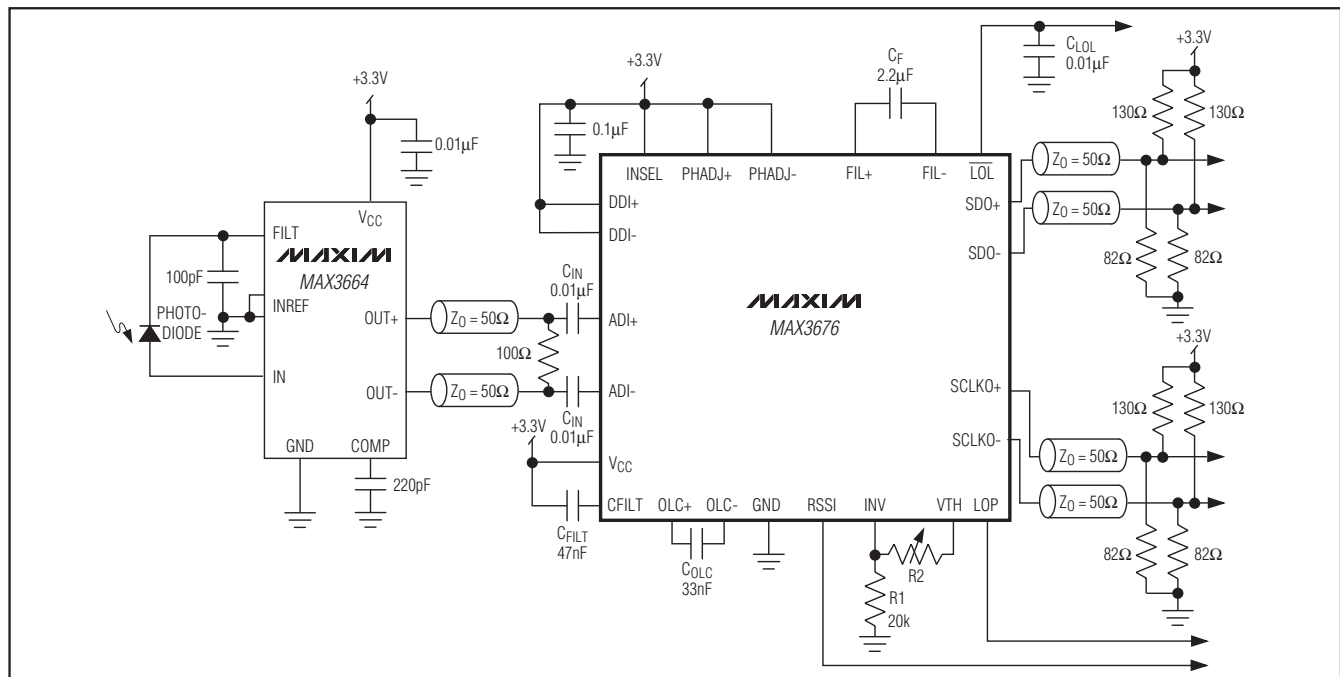 +3.3V
0.01µF
VCC
FILT
MAXIM
MAX3664
100pF
INREF
PHOTO-
DIODE
IN
OUT+
OUT-
GND
COMP
220pF
Z0 = 50Ω
Z0 = 50Ω
100Ω
CIN
0.01µF
CIN
0.01µF
+3.3V
0.1µF
+3.3V
CFILT
47nF
COLC
33nF
CF
2.2µF
CLOL
0.01µF
INSEL
PHADJ+
PHADJ-
FIL+
FIL-
LOL
DDI+
DDI-
ADI+
ADI-
VCC
CFILT
OLC+
OLC-
GND
RSSI
INV
VTH
LOP
MAXIM
MAX3676
SDO+
SDO-
SCLKO+
SCLKO-
R2
R1
20k
+3.3V
130Ω
130Ω
Z0 = 50Ω
Z0 = 50Ω
82Ω
82Ω
+3.3V
130Ω
130Ω
Z0 = 50Ω
Z0 = 50Ω
82Ω
82Ω